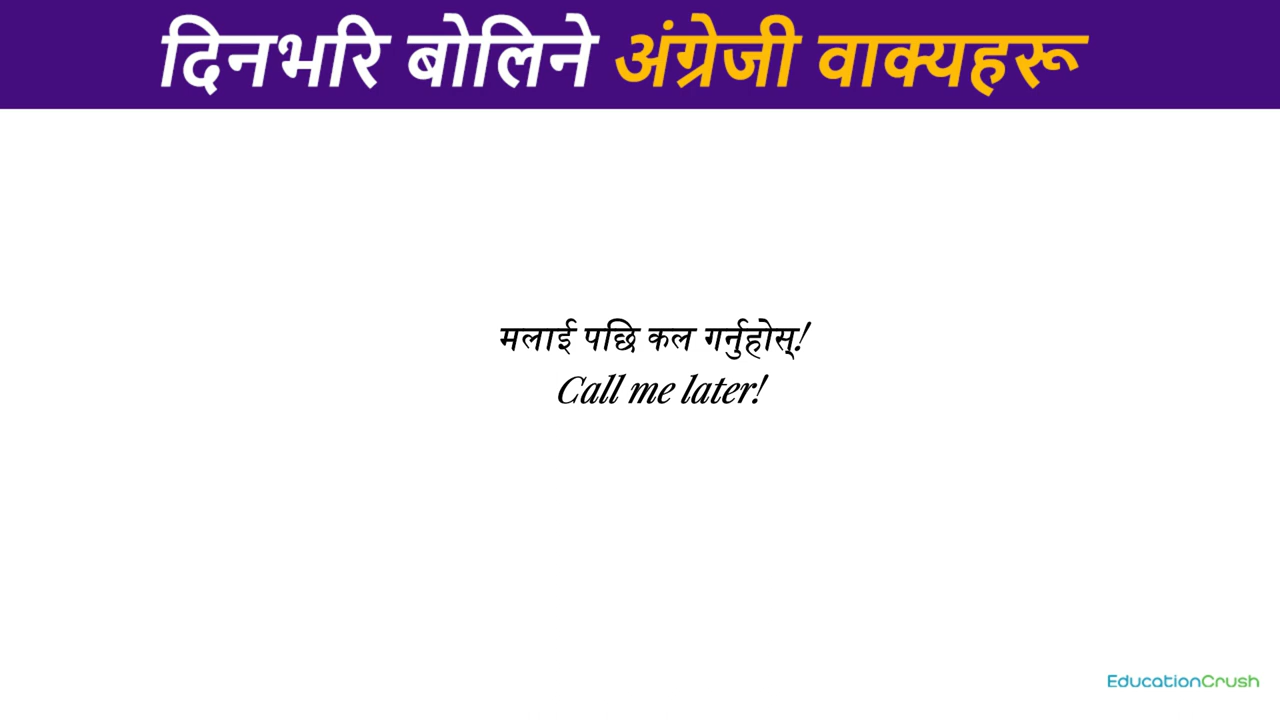 दिनभरि बोलिने अंग्रेजी वाक्यहरू
मलाई पछि कल गर्नुहोस्!
Call me later!
EducationCrush